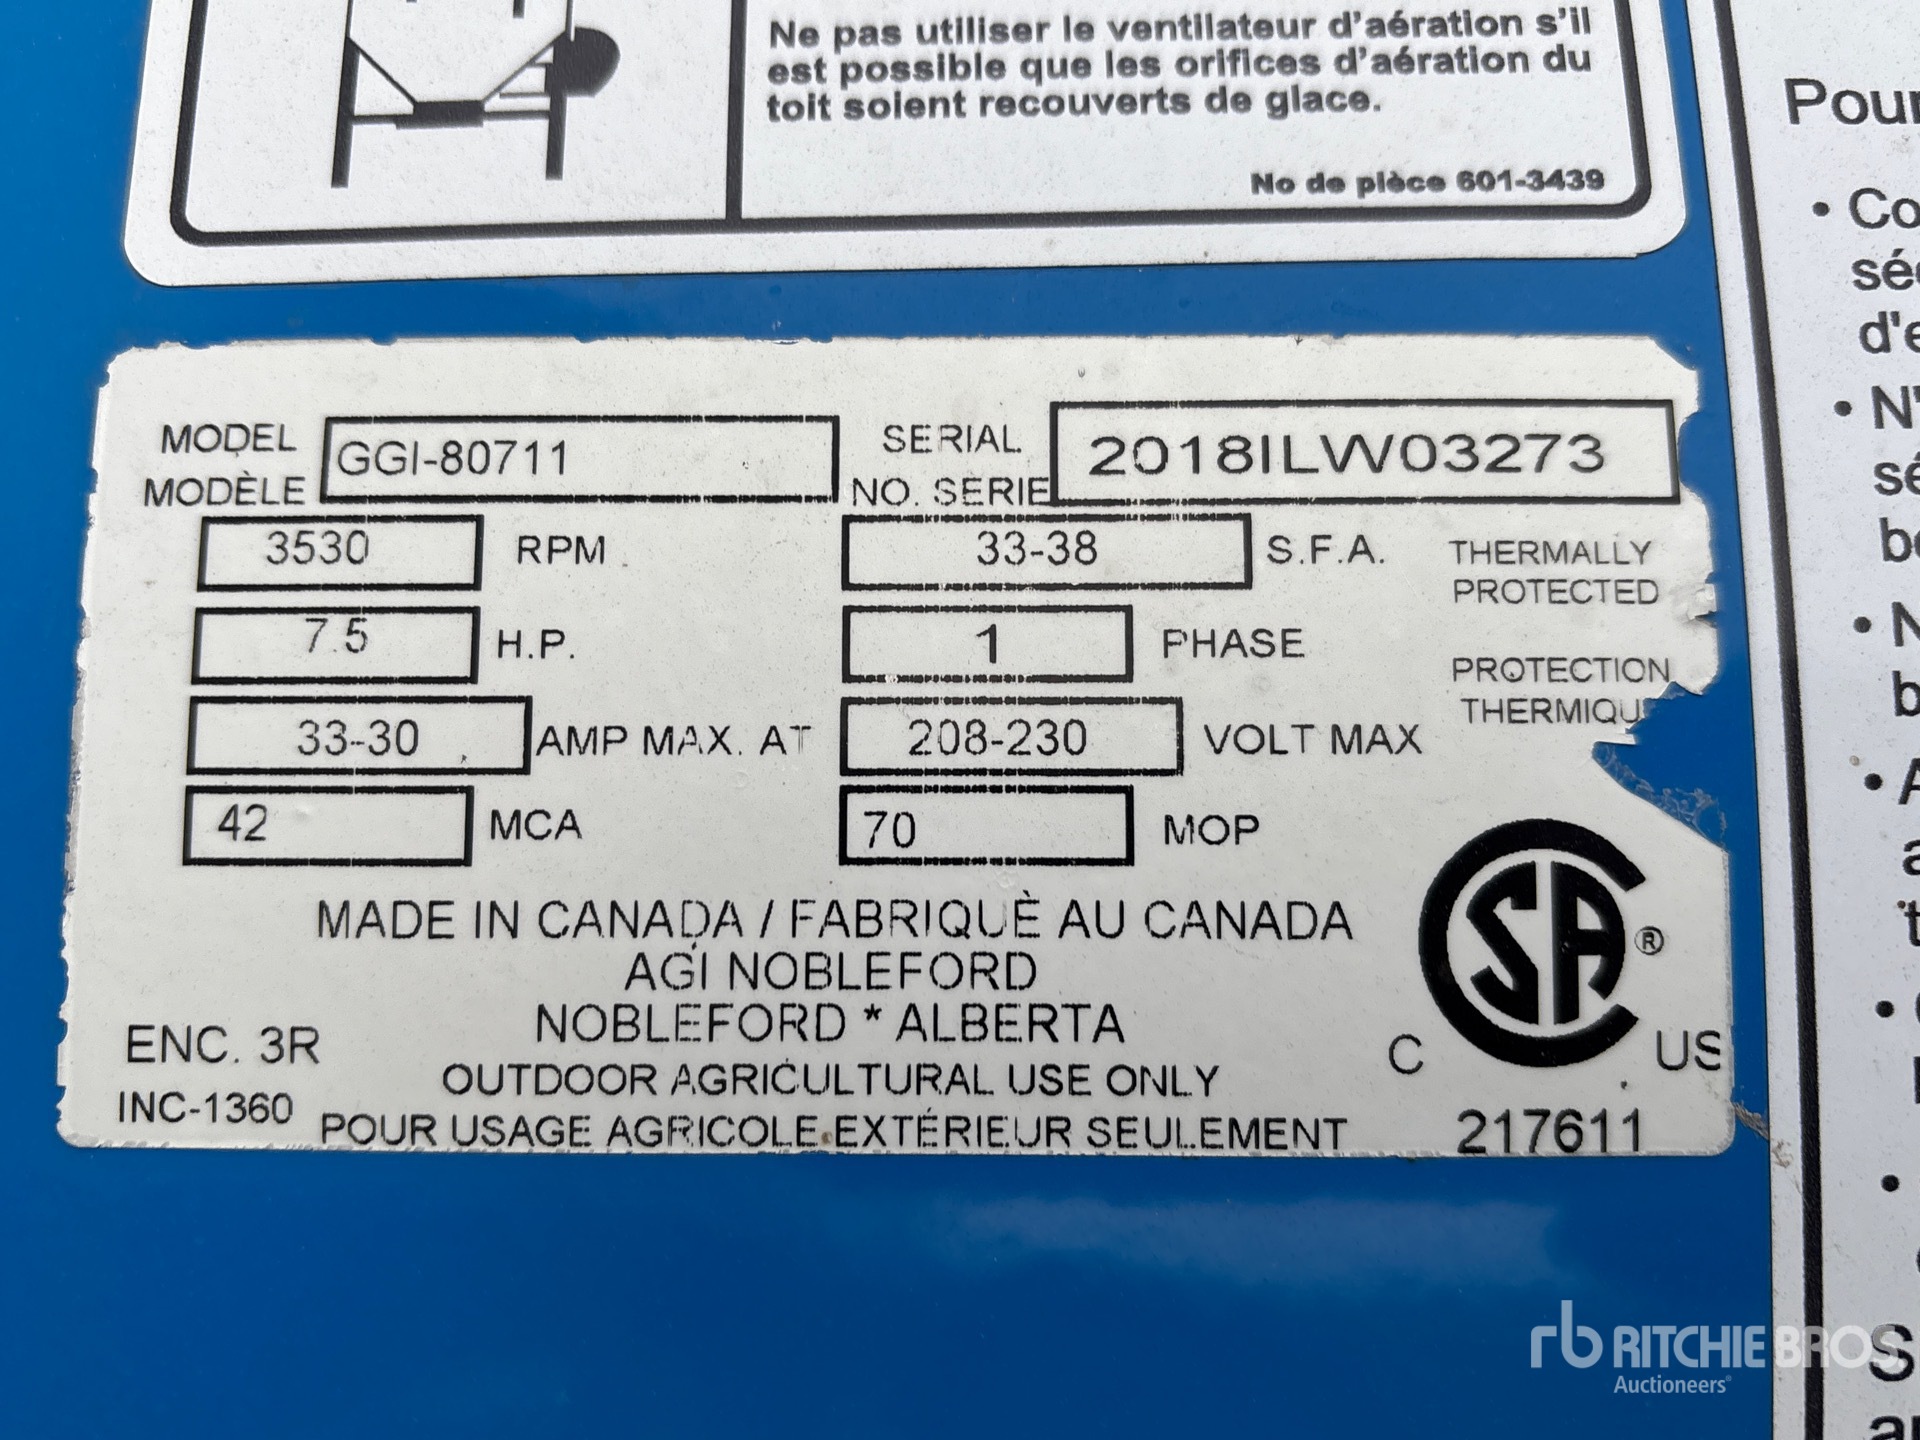 Ne pas utiliser le ventilateur d'aération s'il
est possible que les orifices d'aération du
toit soient recouverts de glace.
No de pièce 601-3439
MODEL
MODÈLE
GGI-80711
SERIAL
NO. SERIE
2018ILW03273
3530 RPM
33-38 S.F.A.
THERMALLY
PROTECTED
7.5 H.P.
1 PHASE
PROTECTION
THERMIQUE
33-30 AMP MAX. AT 208-230 VOLT MAX
42 MCA
70 MOP
MADE IN CANADA / FABRIQUÈ AU CANADA
AGI NOBLEFORD
NOBLEFORD * ALBERTA
ENC. 3R
INC-1360
OUTDOOR AGRICULTURAL USE ONLY
POUR USAGE AGRICOLE EXTÉRIEUR SEULEMENT
C SA ® US
217611
Pour
rb RITCHIE BROS
Auctioneers